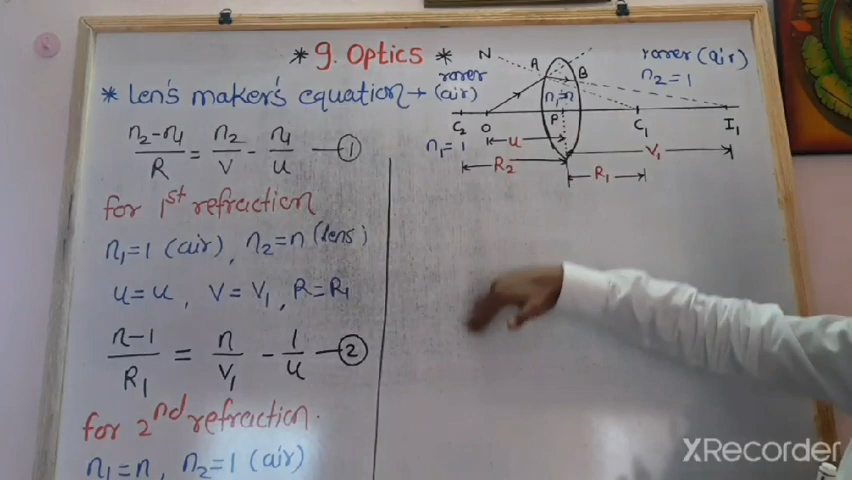 * 9. Optics *
* Len's maker's equation → rarer (air)
n₂-n₁/R = n₂/V - n₁/u —①
for 1st refraction
n₁=1 (air), n₂=n (lens)
u=u, V=V₁, R=R₁
n-1/R₁ = n/V₁ - 1/u —②
for 2nd refraction.
n₁=n, n₂=1 (air)
N A B
rarer (air)
n₂=1
n₁=n
C₂ O P C₁ I₁
n₁=1
u
R₂ V₁
R₁
XRecorder